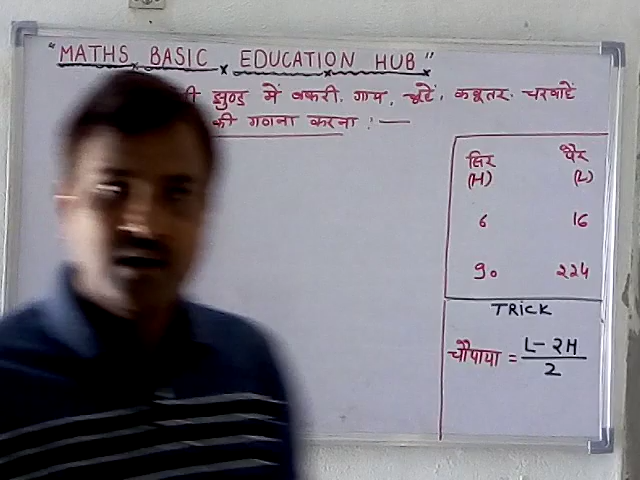 "MATHS BASIC EDUCATION HUB"
झुण्ड में बकरी, गाय, चूहें, कबूतर, चरवाहें
की गणना करना : —
सिर पैर
(H) (L)
6 16
90 224
TRICK
चौपाया = L - 2H
2